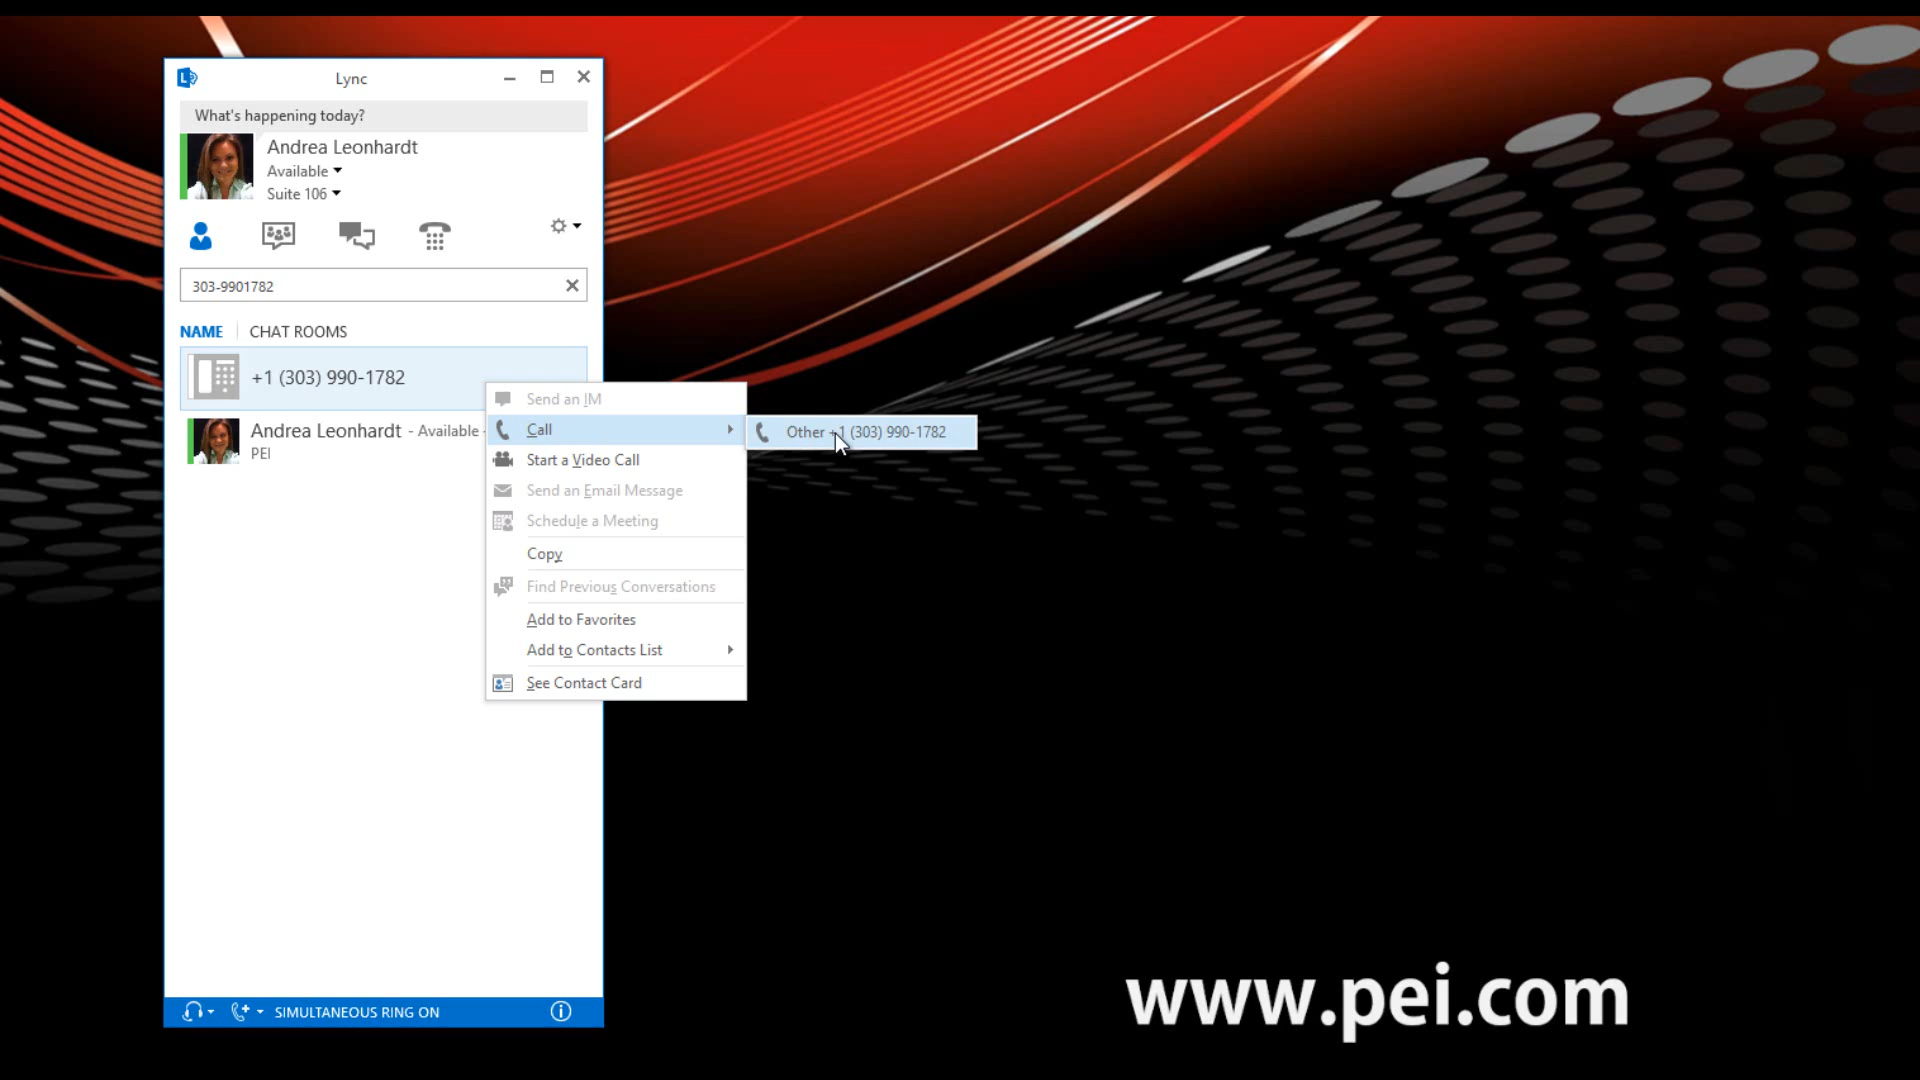 Lync
What's happening today?
Andrea Leonhardt
Available
Suite 106
303-9901782
NAME
CHAT ROOMS
+1 (303) 990-1782
Andrea Leonhardt - Available -
PEI
Send an IM
Call
Other +1 (303) 990-1782
Start a Video Call
Send an Email Message
Schedule a Meeting
Copy
Find Previous Conversations
Add to Favorites
Add to Contacts List
See Contact Card
SIMULTANEOUS RING ON
www.pei.com